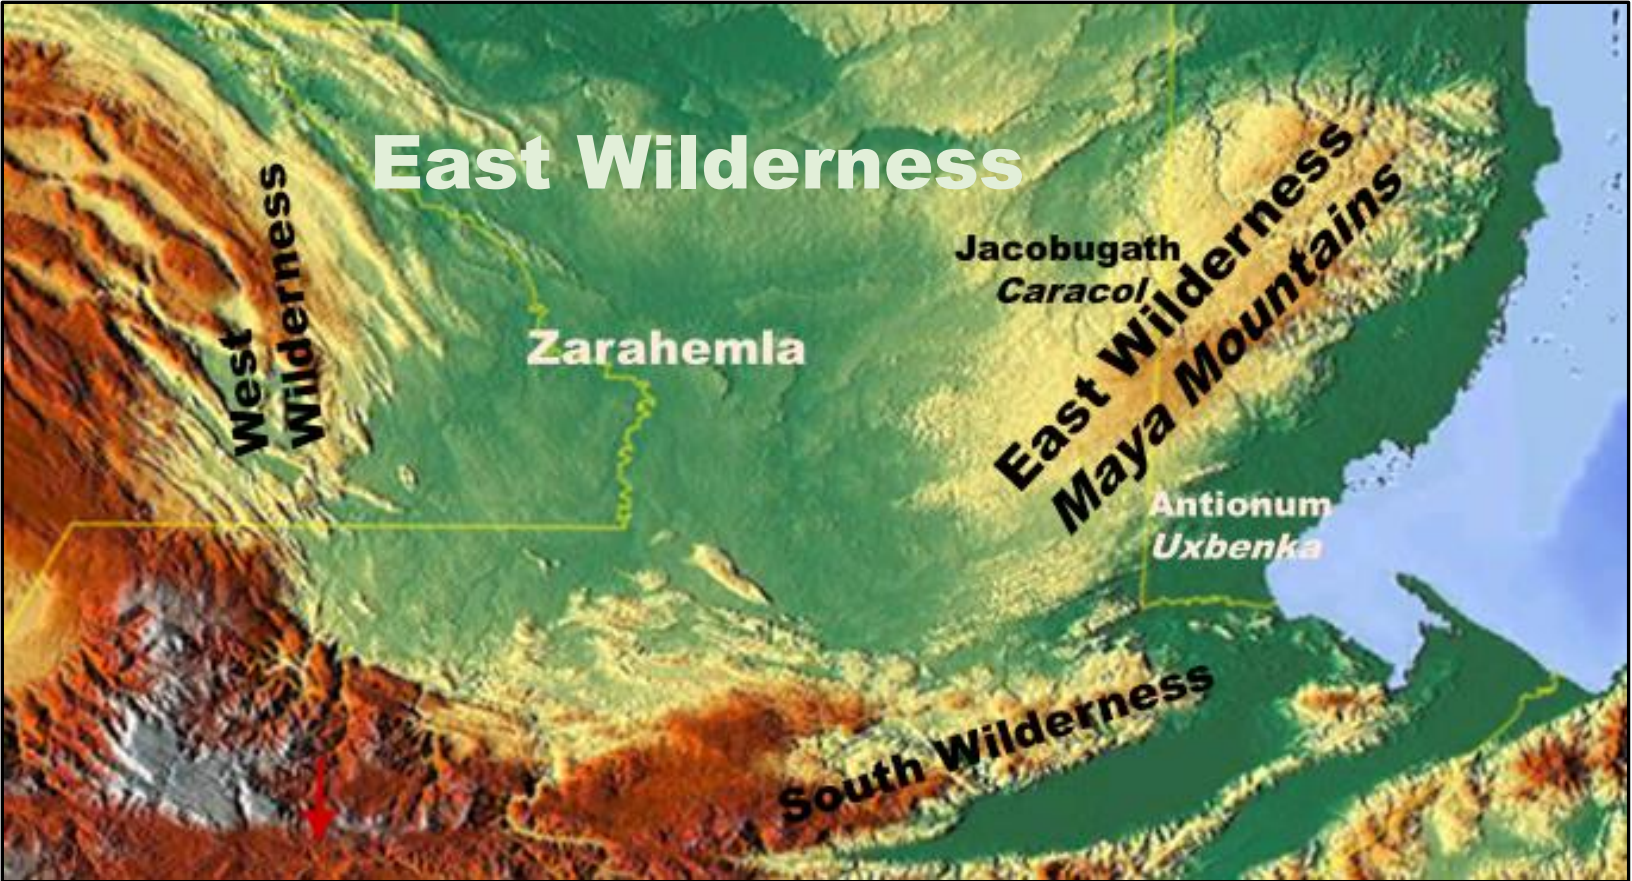 East Wilderness
West
Wilderness
Jacobugath
Caracol
East Wilderness
Maya Mountains
Zarahemla
Antionum
Uxbenka
South Wilderness